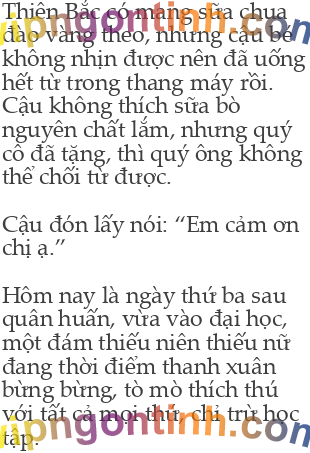 Thiên Bắc có mang sữa chua
đào vàng theo, nhưng cậu bé
không nhịn được nên đã uống
hết từ trong thang máy rồi.
Cậu không thích sữa bò
nguyên chất lắm, nhưng quý
cô đã tặng, thì quý ông không
thể chối từ được.
Cậu đón lấy nói: “Em cảm ơn
chị ạ.”
Hôm nay là ngày thứ ba sau
quân huấn, vừa vào đại học,
một đám thiếu niên thiếu nữ
đang thời điểm thanh xuân
bừng bừng, tò mò thích thú
với tất cả mọi thứ, chỉ trừ học
tập.